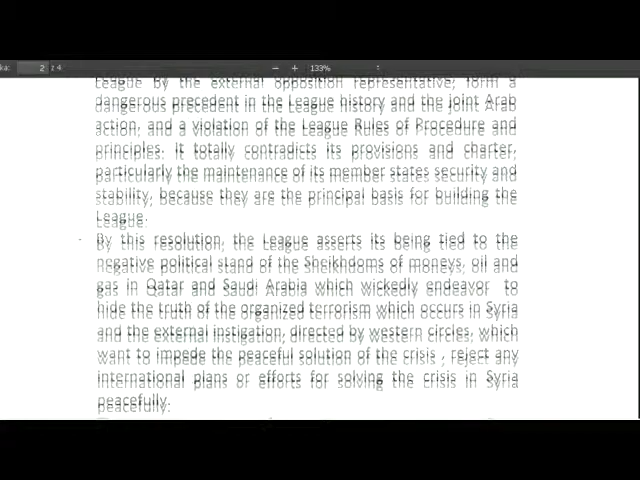 ka: 2 z 4 133%
League by the external opposition representative, form a
dangerous precedent in the League history and the joint Arab
action, and a violation of the League Rules of Procedure and
principles. It totally contradicts its provisions and charter,
particularly the maintenance of its member states security and
stability, because they are the principal basis for building the
League.
By this resolution, the League asserts its being tied to the
negative political stand of the Sheikhdoms of moneys, oil and
gas in Qatar and Saudi Arabia which wickedly endeavor to
hide the truth of the organized terrorism which occurs in Syria
and the external instigation, directed by western circles, which
want to impede the peaceful solution of the crisis , reject any
international plans or efforts for solving the crisis in Syria
peacefully.